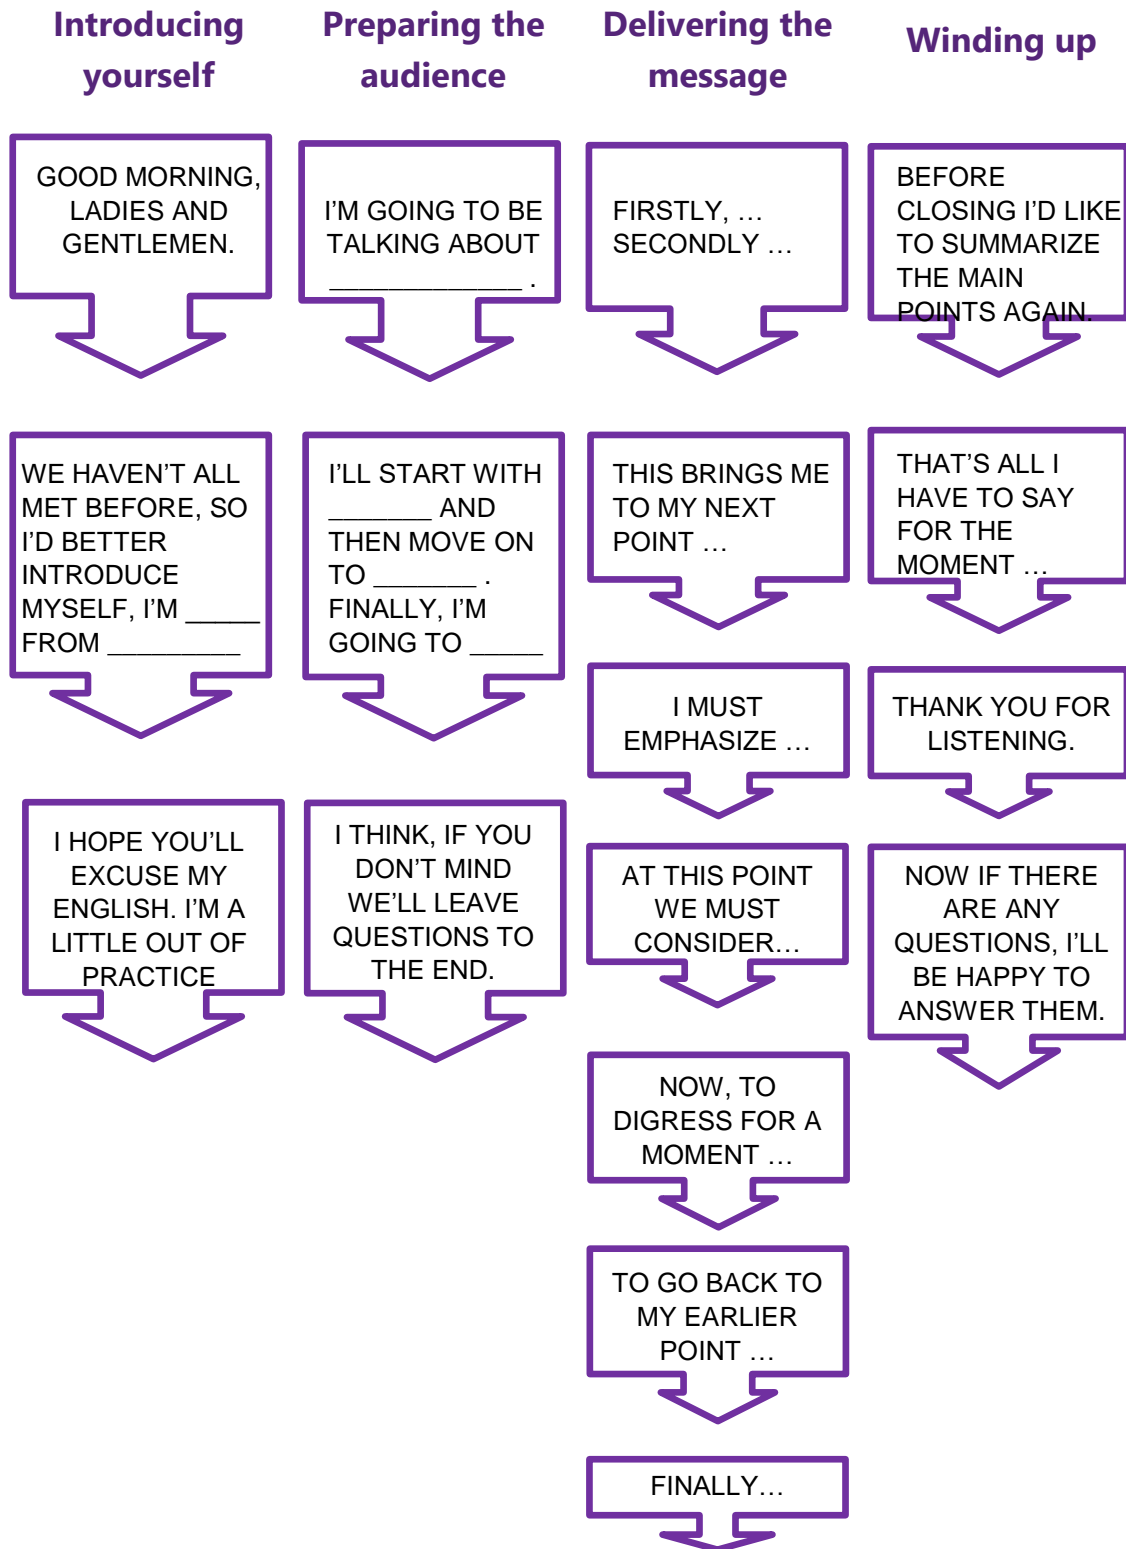 Introducing
yourself
GOOD MORNING,
LADIES AND
GENTLEMEN.
WE HAVEN’T ALL
MET BEFORE, SO
I’D BETTER
INTRODUCE
MYSELF, I’M _____
FROM _________
I HOPE YOU’LL
EXCUSE MY
ENGLISH. I’M A
LITTLE OUT OF
PRACTICE
Preparing the
audience
I’M GOING TO BE
TALKING ABOUT
_____________ .
I’LL START WITH
_______ AND
THEN MOVE ON
TO _______ .
FINALLY, I’M
GOING TO _____
I THINK, IF YOU
DON’T MIND
WE’LL LEAVE
QUESTIONS TO
THE END.
Delivering the
message
FIRSTLY, …
SECONDLY …
THIS BRINGS ME
TO MY NEXT
POINT …
I MUST
EMPHASIZE …
AT THIS POINT
WE MUST
CONSIDER…
NOW, TO
DIGRESS FOR A
MOMENT …
TO GO BACK TO
MY EARLIER
POINT …
FINALLY…
Winding up
BEFORE
CLOSING I’D LIKE
TO SUMMARIZE
THE MAIN
POINTS AGAIN.
THAT’S ALL I
HAVE TO SAY
FOR THE
MOMENT …
THANK YOU FOR
LISTENING.
NOW IF THERE
ARE ANY
QUESTIONS, I’LL
BE HAPPY TO
ANSWER THEM.